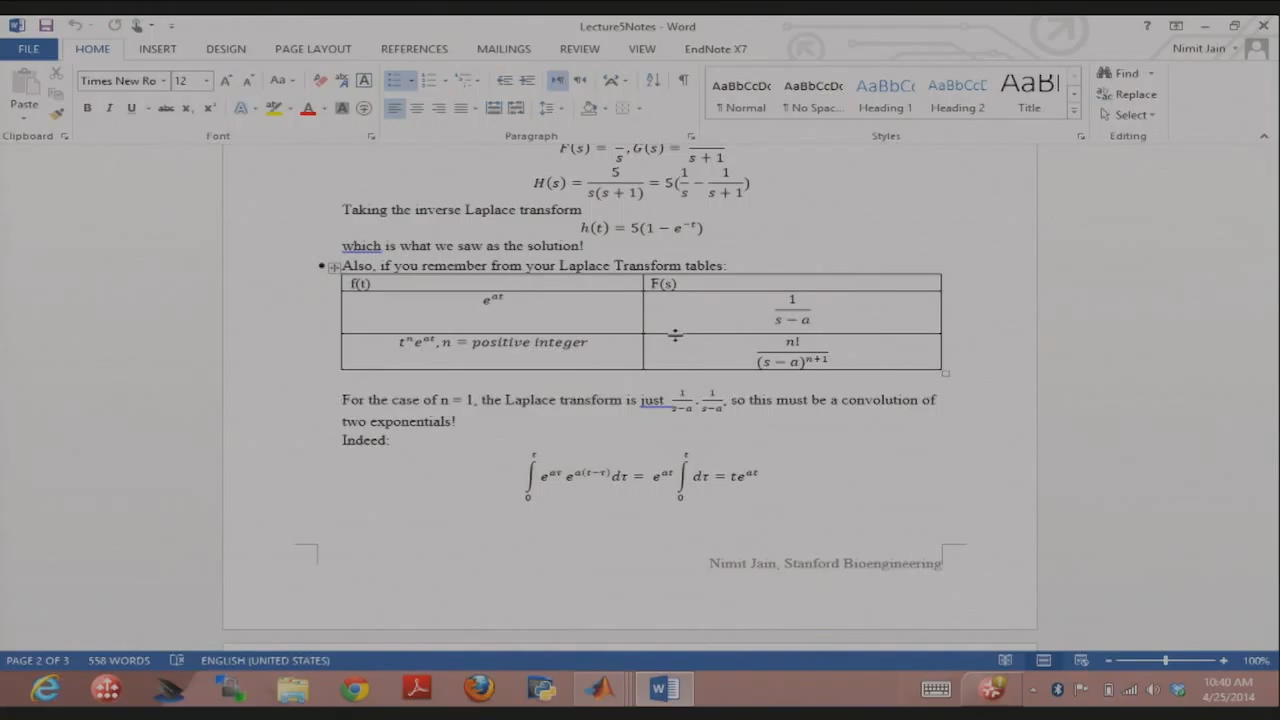 Lecture5Notes - Word
FILE HOME INSERT DESIGN PAGE LAYOUT REFERENCES MAILINGS REVIEW VIEW EndNote X7 Nimit Jain
Times New Ro 12 Aa
Paste
B I U abc X₂ X² A A A
AaBbCcDc AaBbCcDc AaBbC AaBbCcD AaBl
¶ Normal ¶ No Spac... Heading 1 Heading 2 Title
Find
Replace
Select
Clipboard Font Paragraph Styles Editing
F(s) = /s, G(s) = /(s + 1)
H(s) = 5/(s(s + 1)) = 5(1/s − 1/(s + 1))
Taking the inverse Laplace transform
h(t) = 5(1 − e^{−t})
which is what we saw as the solution!
• Also, if you remember from your Laplace Transform tables:
f(t) F(s)
e^{at} 1/(s − a)
t^n e^{at}, n = positive integer n!/(s − a)^{n+1}
For the case of n = 1, the Laplace transform is just 1/(s−a) . 1/(s−a), so this must be a convolution of
two exponentials!
Indeed:
∫₀ᵗ e^{aτ} e^{a(t−τ)} dτ = e^{at} ∫₀ᵗ dτ = te^{at}
Nimit Jain, Stanford Bioengineering
PAGE 2 OF 3 558 WORDS ENGLISH (UNITED STATES) 100%
10:40 AM
4/25/2014